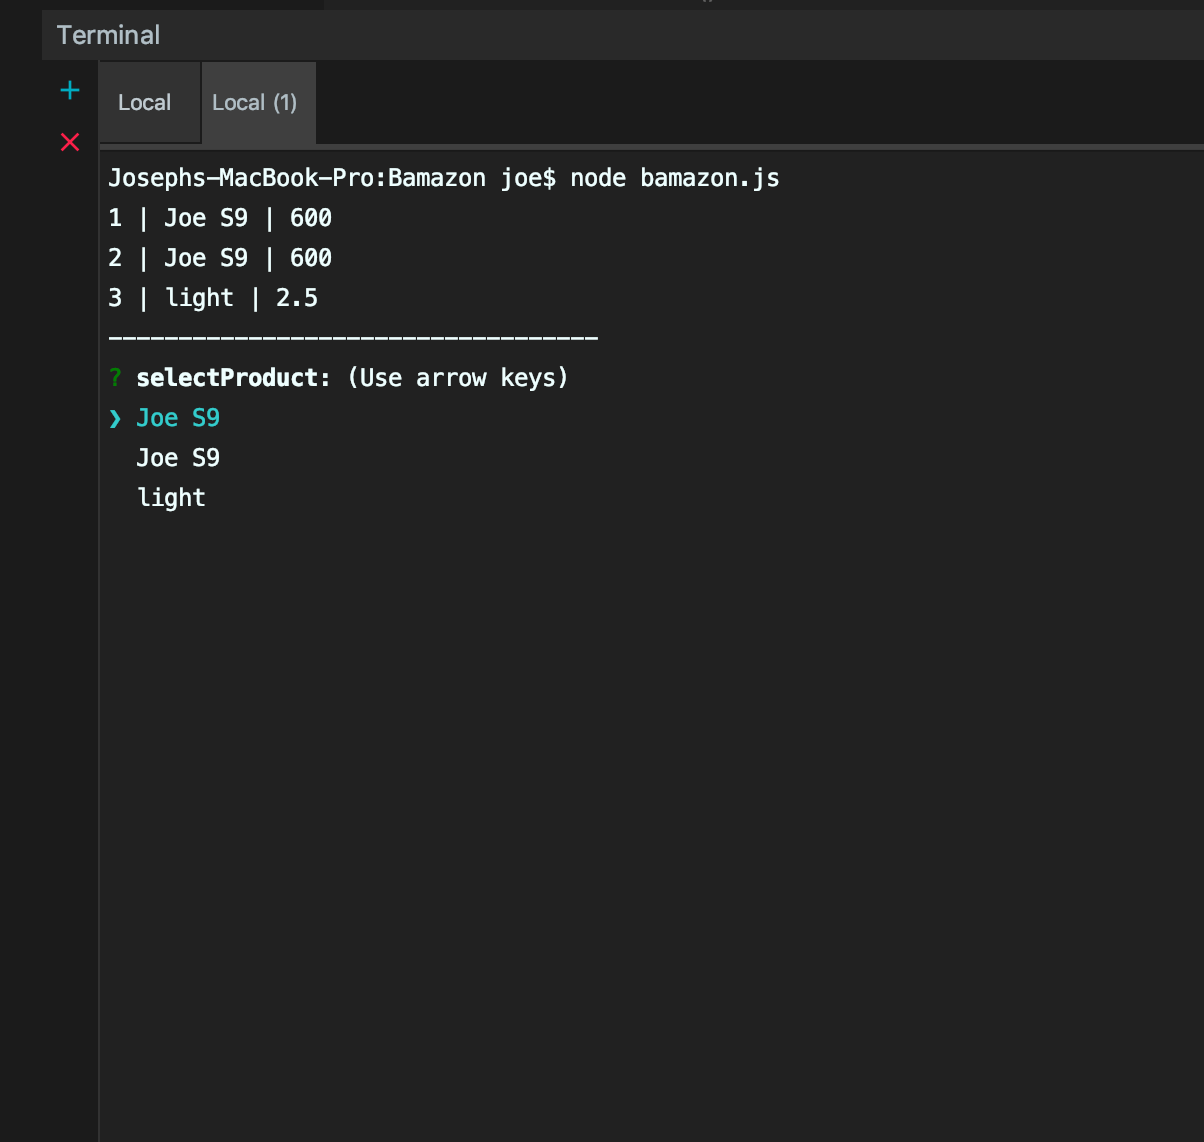 Terminal
Local
Local (1)
Josephs-MacBook-Pro:Bamazon joe$ node bamazon.js
1 | Joe S9 | 600
2 | Joe S9 | 600
3 | light | 2.5
-----------------------------------
? selectProduct: (Use arrow keys)
❯ Joe S9
Joe S9
light